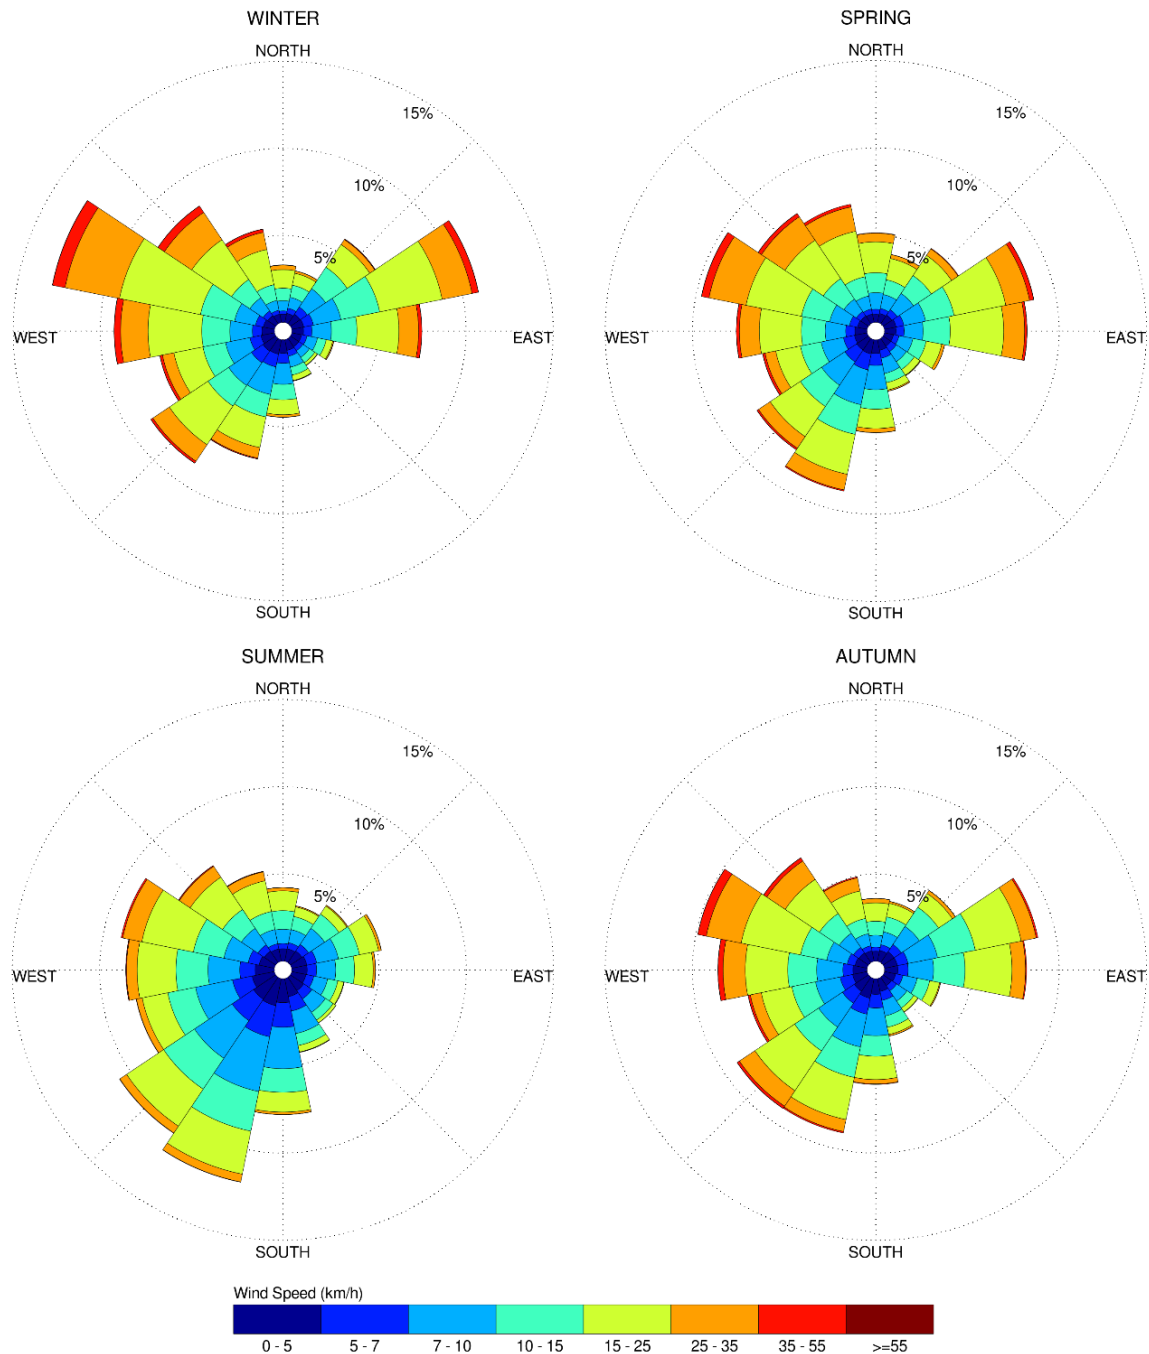 WINTER
SPRING
NORTH
NORTH
15%
15%
10%
10%
5%
5%
WEST
EAST
WEST
EAST
SOUTH
SOUTH
SUMMER
AUTUMN
NORTH
NORTH
15%
15%
10%
10%
5%
5%
WEST
EAST
WEST
EAST
SOUTH
SOUTH
Wind Speed (km/h)
0 - 5
5 - 7
7 - 10
10 - 15
15 - 25
25 - 35
35 - 55
>=55